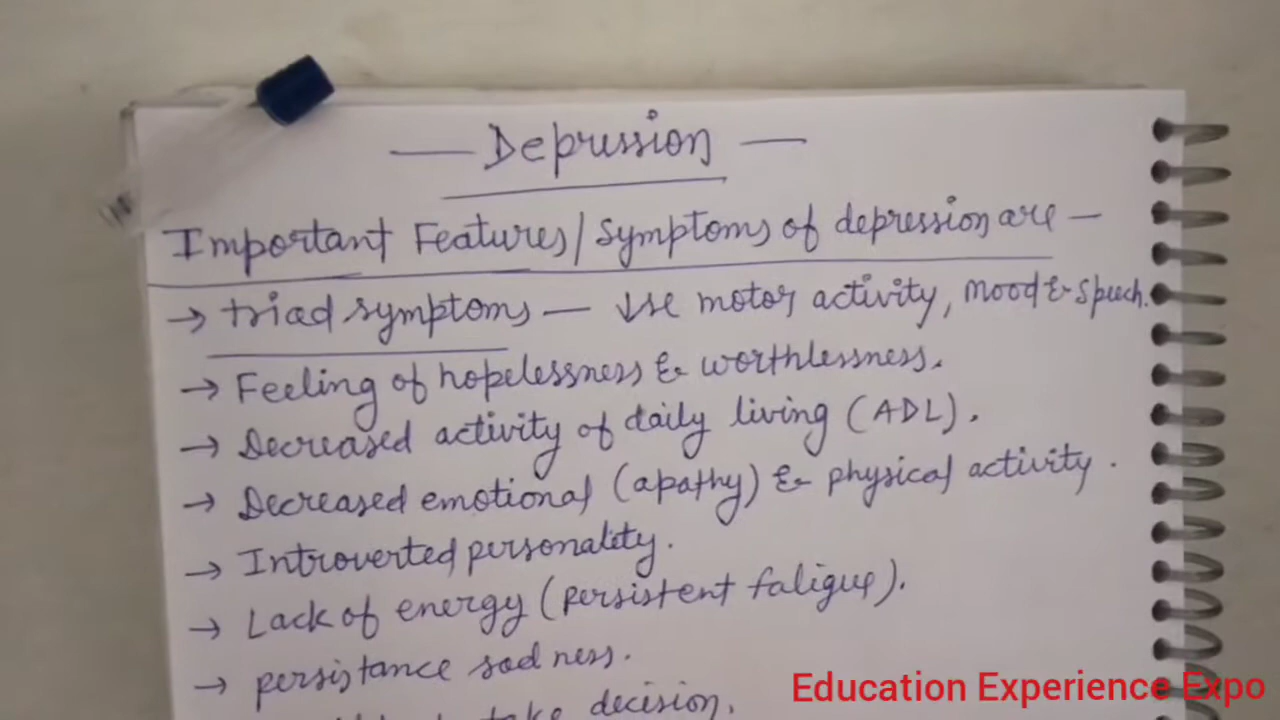 — Depression —
Important Features/Symptoms of depression are —
→ triad symptoms — ↓se motor activity, mood & speech.
→ Feeling of hopelessness & worthlessness.
→ Decreased activity of daily living (ADL).
→ Decreased emotional (apathy) & physical activity.
→ Introverted personality.
→ Lack of energy (persistent fatigue).
→ persistance sadness.
take decision.
Education Experience Expo